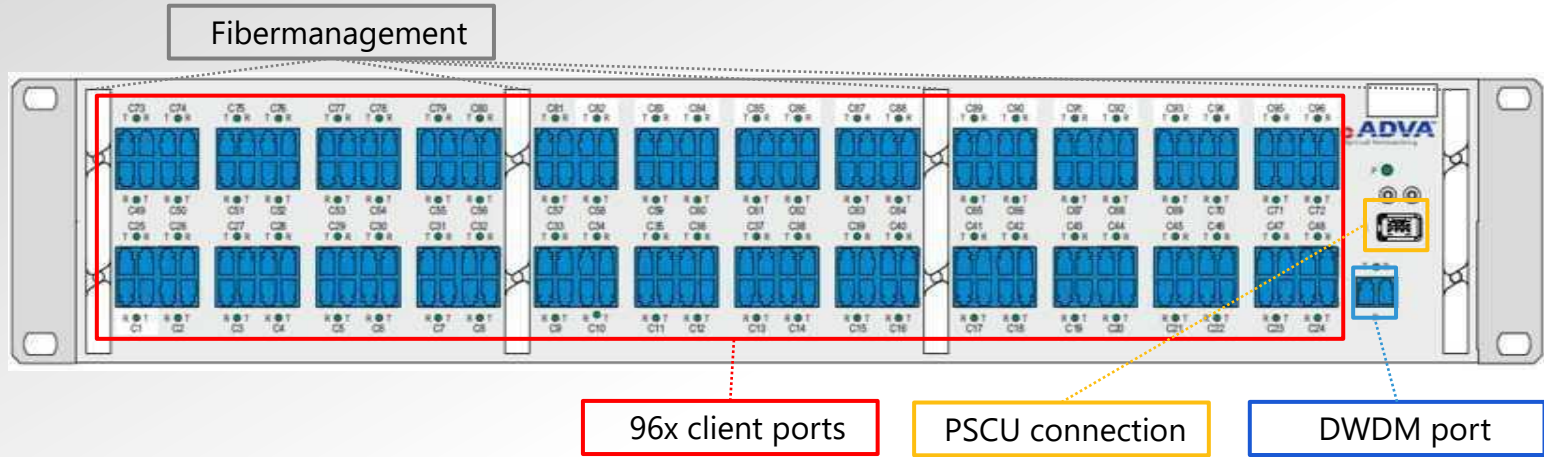 Fibermanagement
C73 C74 C75 C76 C77 C78 C79 C80 C81 C82 C83 C84 C85 C86 C87 C88 C89 C90 C91 C92 C93 C94 C95 C96
T R T R T R T R T R T R T R T R T R T R T R T R T R T R T R T R T R T R T R T R T R T R T R T R
ADVA
Optical Networking
P
R T R T R T R T R T R T R T R T R T R T R T R T R T R T R T R T R T R T R T R T R T R T R T R T
C49 C50 C51 C52 C53 C54 C55 C56 C57 C58 C59 C60 C61 C62 C63 C64 C65 C66 C67 C68 C69 C70 C71 C72
C25 C26 C27 C28 C29 C30 C31 C32 C33 C34 C35 C36 C37 C38 C39 C40 C41 C42 C43 C44 C45 C46 C47 C48
T R T R T R T R T R T R T R T R T R T R T R T R T R T R T R T R T R T R T R T R T R T R T R T R
R T R T R T R T R T R T R T R T R T R T R T R T R T R T R T R T R T R T R T R T R T R T R T R T
C1 C2 C3 C4 C5 C6 C7 C8 C9 C10 C11 C12 C13 C14 C15 C16 C17 C18 C19 C20 C21 C22 C23 C24
96x client ports
PSCU connection
DWDM port